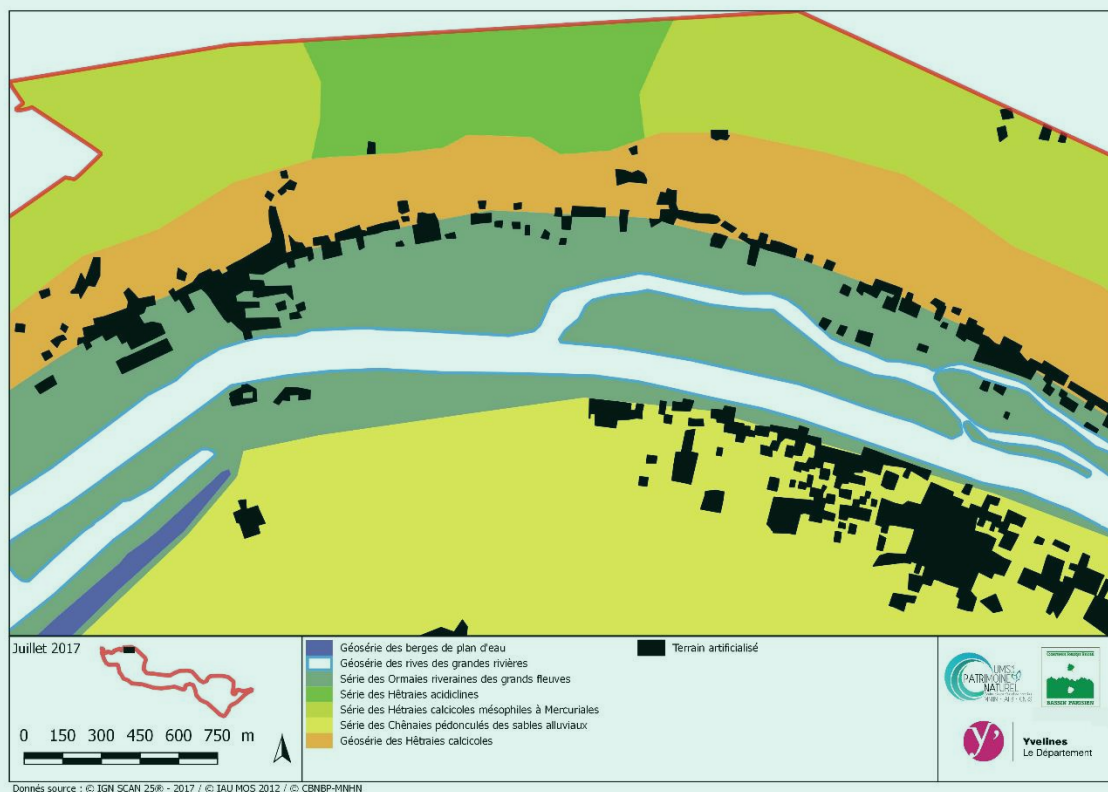 Juillet 2017
0 150 300 450 600 750 m
Géosérie des berges de plan d'eau
Géosérie des rives des grandes rivières
Série des Ormaies riveraines des grands fleuves
Série des Hêtraies acidiclines
Série des Hétraies calcicoles mésophiles à Mercuriales
Série des Chênaies pédonculés des sables alluviaux
Géosérie des Hêtraies calcicoles
Terrain artificialisé
UMS
PATRIMOINE
NATUREL
BASSIN PARISIEN
y'
Yvelines
Le Département
Donnés source : © IGN SCAN 25® - 2017 / © IAU MOS 2012 / © CBNBP-MNHN